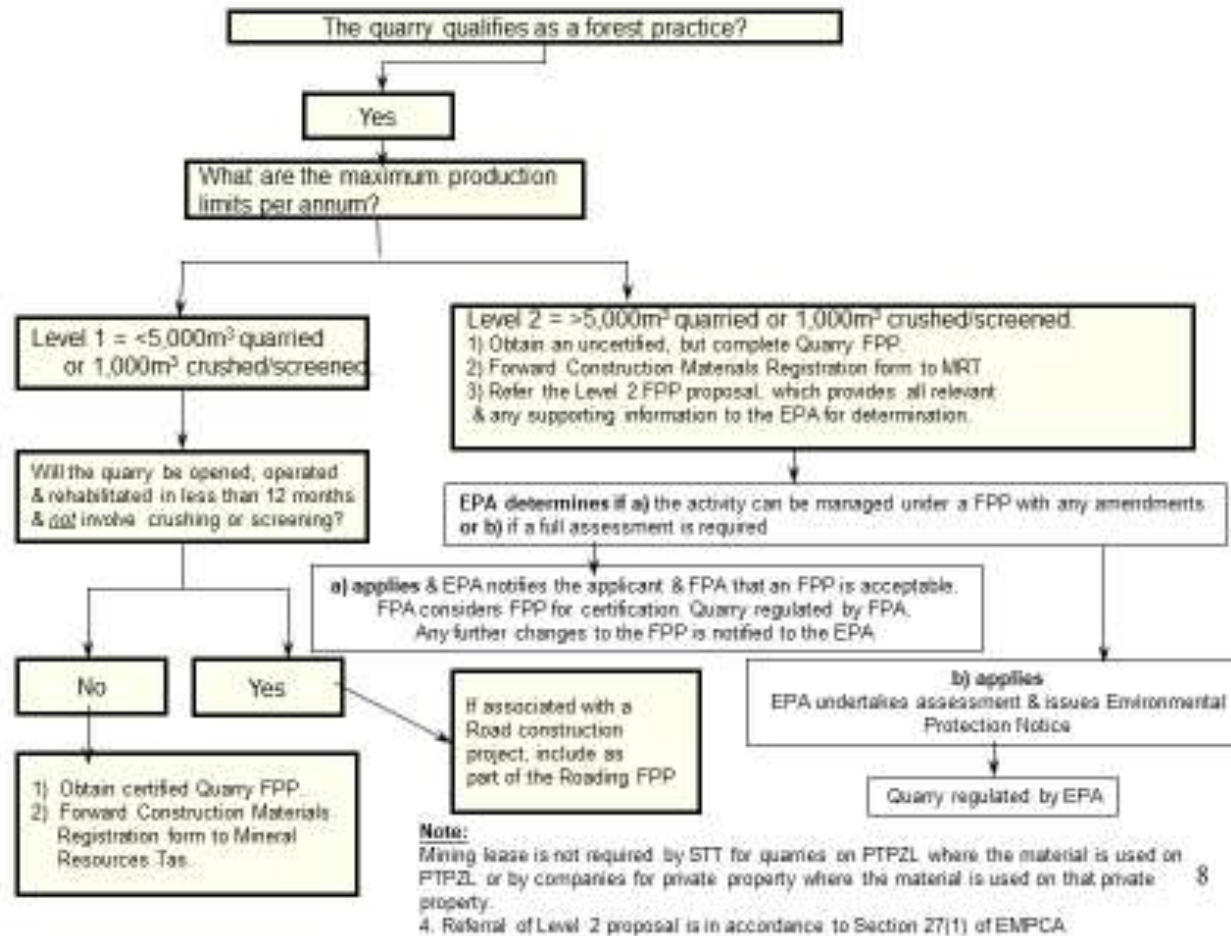 The quarry qualifies as a forest practice?
Yes
What are the maximum production
limits per annum?
Level 1 = <5,000m³ quarried
or 1,000m³ crushed/screened.
Level 2 = >5,000m³ quarried or 1,000m³ crushed/screened.
1) Obtain an uncertified, but complete Quarry FPP.
2) Forward Construction Materials Registration form to MRT
3) Refer the Level 2 FPP proposal, which provides all relevant
& any supporting information to the EPA for determination.
Will the quarry be opened, operated
& rehabilitated in less than 12 months
& not involve crushing or screening?
EPA determines if a) the activity can be managed under a FPP with any amendments
or b) if a full assessment is required
a) applies & EPA notifies the applicant & FPA that an FPP is acceptable.
FPA considers FPP for certification. Quarry regulated by FPA.
Any further changes to the FPP is notified to the EPA
No
Yes
If associated with a
Road construction
project, include as
part of the Roading FPP
b) applies
EPA undertakes assessment & issues Environmental
Protection Notice
Quarry regulated by EPA
1) Obtain certified Quarry FPP.
2) Forward Construction Materials
Registration form to Mineral
Resources Tas.
Note:
Mining lease is not required by STT for quarries on PTPZL where the material is used on
PTPZL or by companies for private property where the material is used on that private
property.
4. Referral of Level 2 proposal is in accordance to Section 27(1) of EMPCA
8